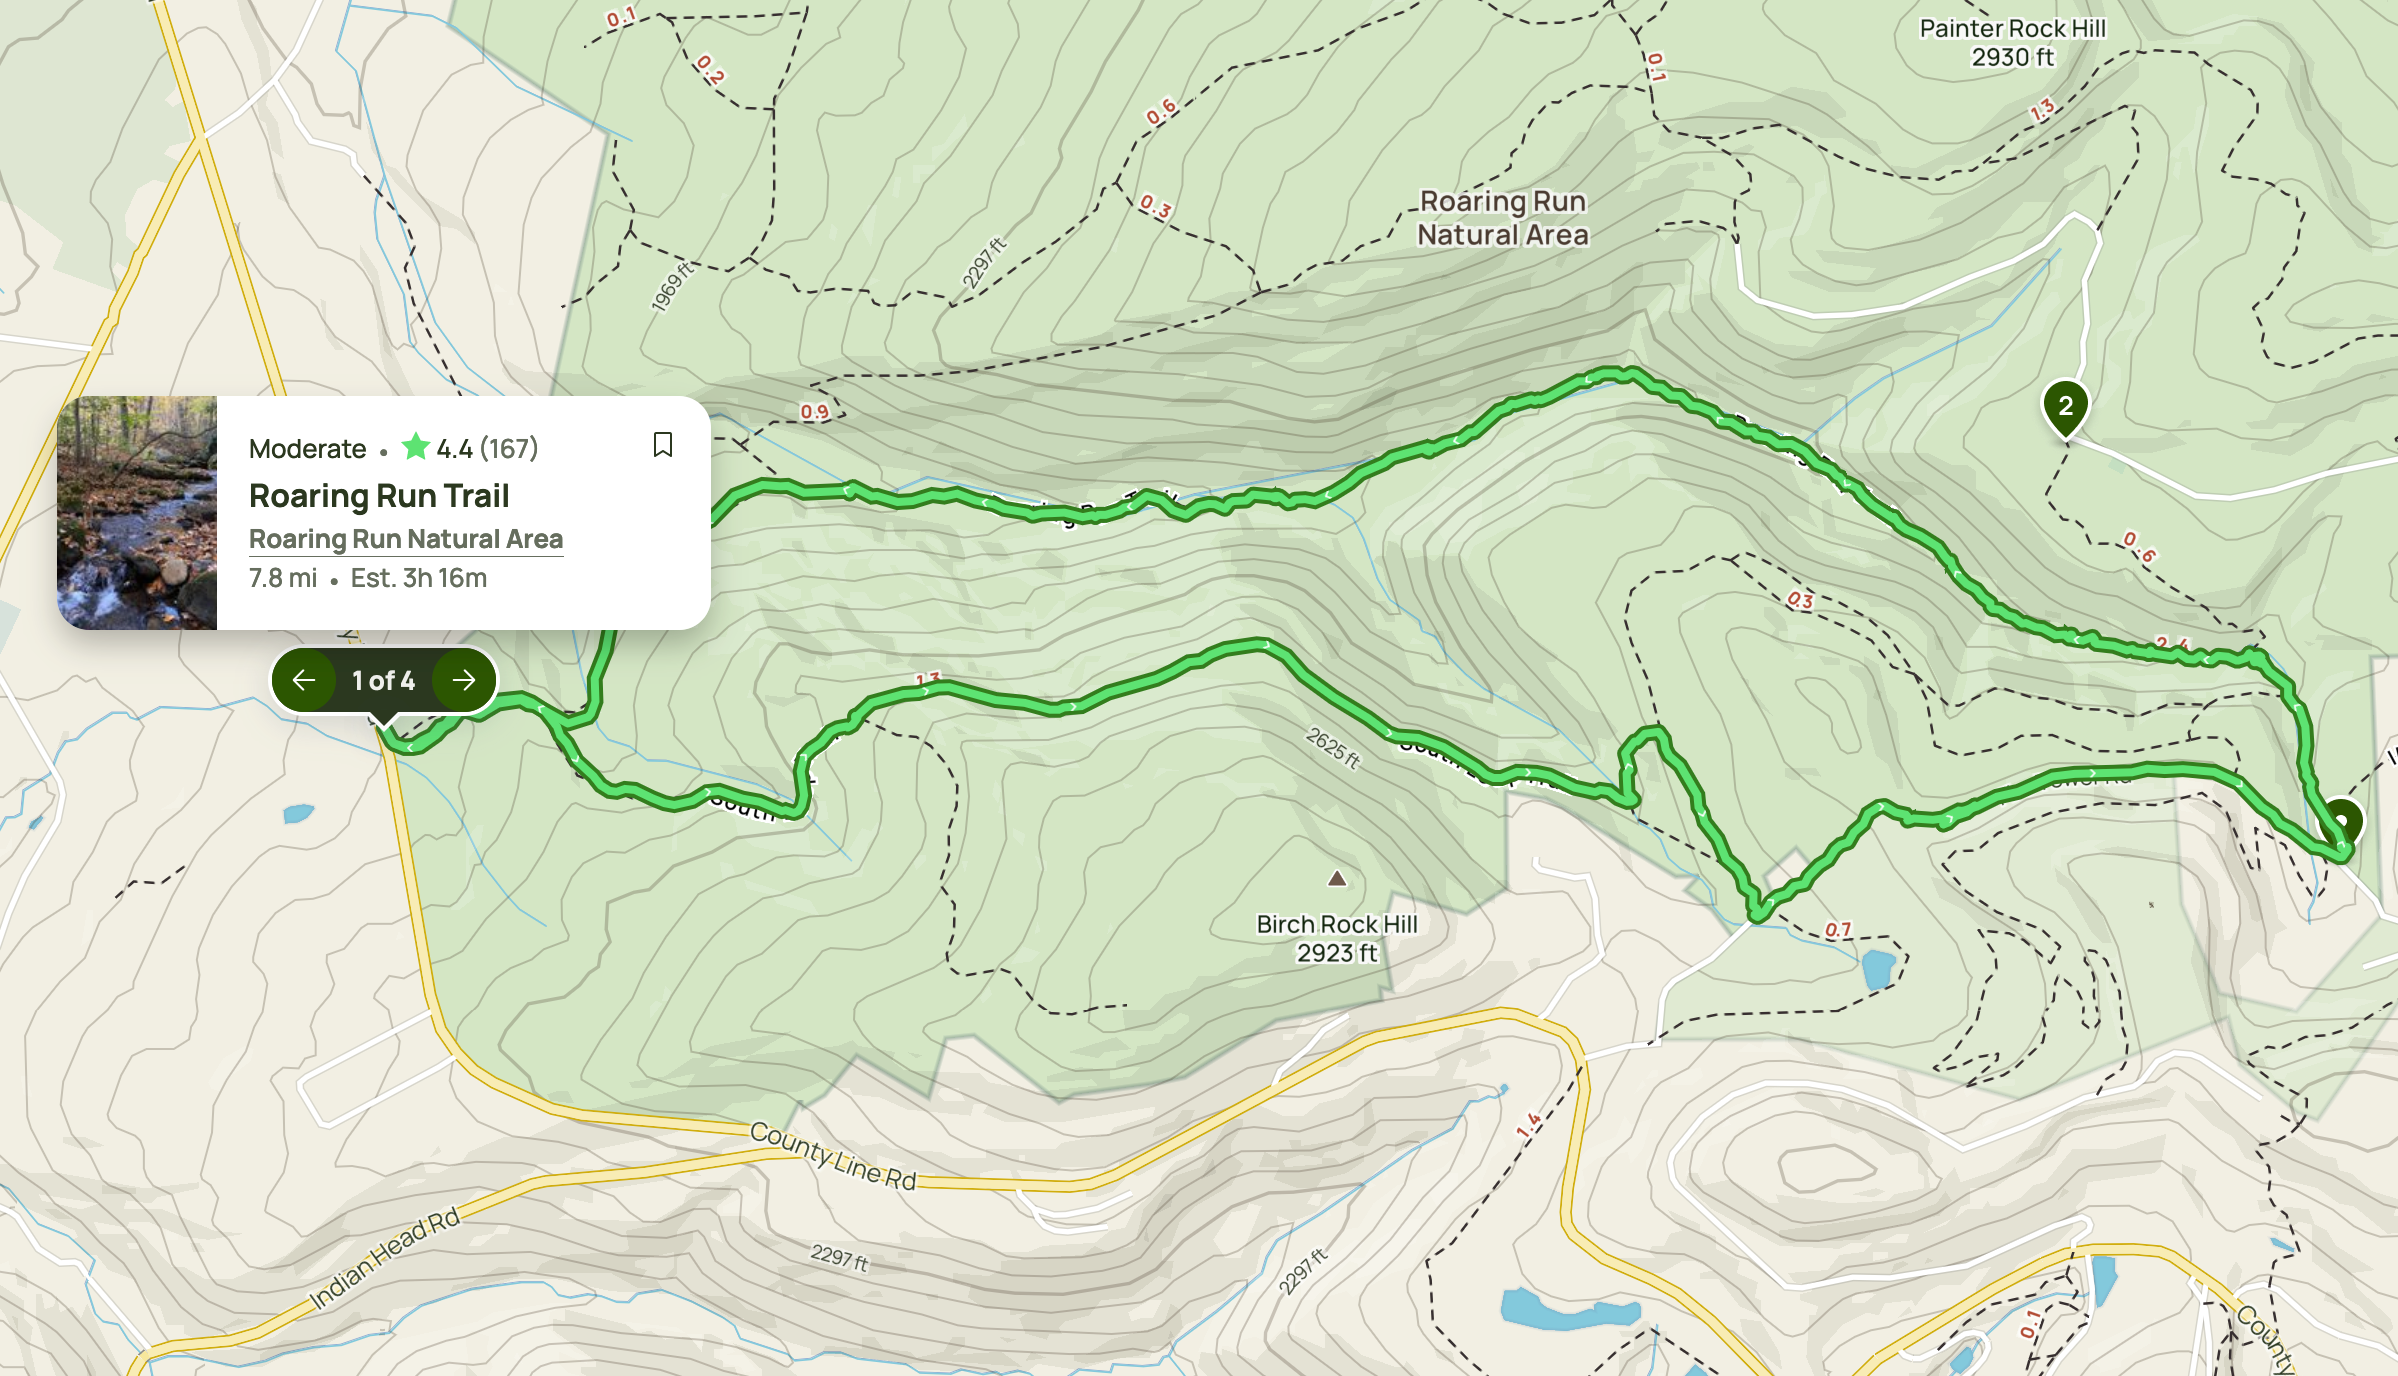 0.1
Painter Rock Hill
2930 ft
0.2
0.1
0.6
1.3
0.3
Roaring Run
Natural Area
2297 ft
1969 ft
0.9
Moderate • 4.4 (167)
Roaring Run Trail
Roaring Run Natural Area
7.8 mi • Est. 3h 16m
2
0.6
0.3
2.4
1 of 4
1.3
2625 ft
South
South
Birch Rock Hill
2923 ft
0.7
1.4
County Line Rd
Indian Head Rd
2297 ft
2297 ft
0.1
County